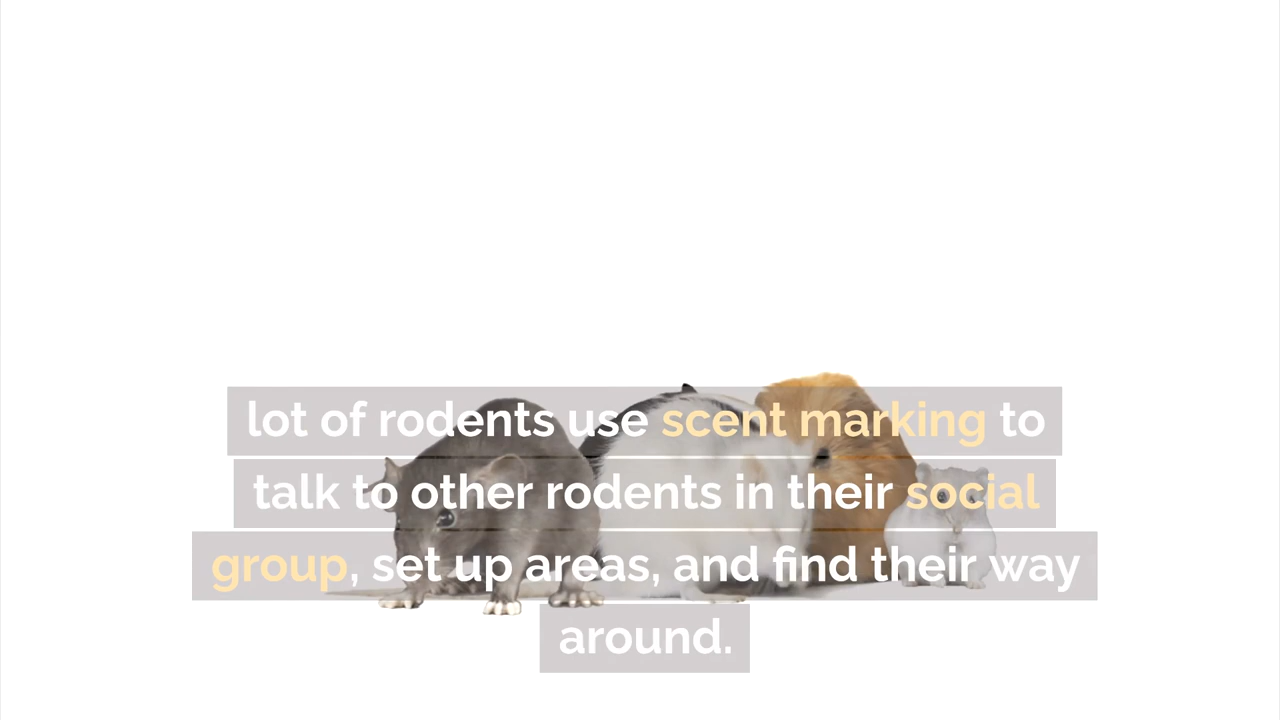 lot of rodents use scent marking to
talk to other rodents in their social
group, set up areas, and find their way
around.